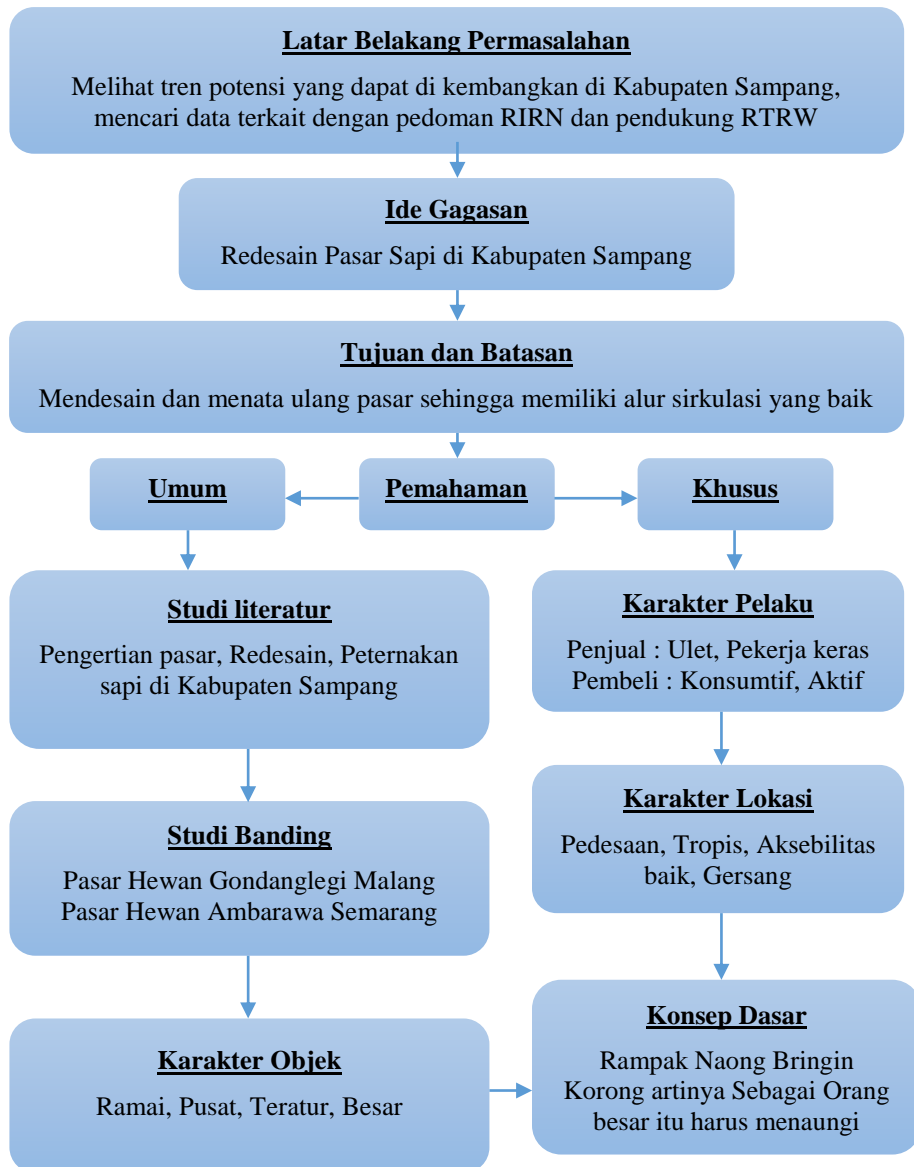 Latar Belakang Permasalahan
Melihat tren potensi yang dapat di kembangkan di Kabupaten Sampang,
mencari data terkait dengan pedoman RIRN dan pendukung RTRW
Ide Gagasan
Redesain Pasar Sapi di Kabupaten Sampang
Tujuan dan Batasan
Mendesain dan menata ulang pasar sehingga memiliki alur sirkulasi yang baik
Umum
Pemahaman
Khusus
Studi literatur
Pengertian pasar, Redesain, Peternakan
sapi di Kabupaten Sampang
Studi Banding
Pasar Hewan Gondanglegi Malang
Pasar Hewan Ambarawa Semarang
Karakter Objek
Ramai, Pusat, Teratur, Besar
Karakter Pelaku
Penjual : Ulet, Pekerja keras
Pembeli : Konsumtif, Aktif
Karakter Lokasi
Pedesaan, Tropis, Aksebilitas
baik, Gersang
Konsep Dasar
Rampak Naong Bringin
Korong artinya Sebagai Orang
besar itu harus menaungi